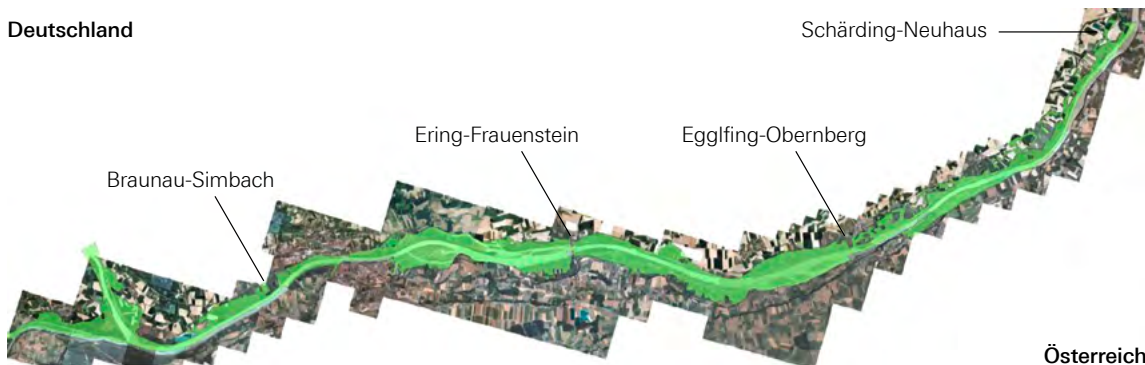 Deutschland
Schärding-Neuhaus
Ering-Frauenstein
Egglfing-Obernberg
Braunau-Simbach
Österreich